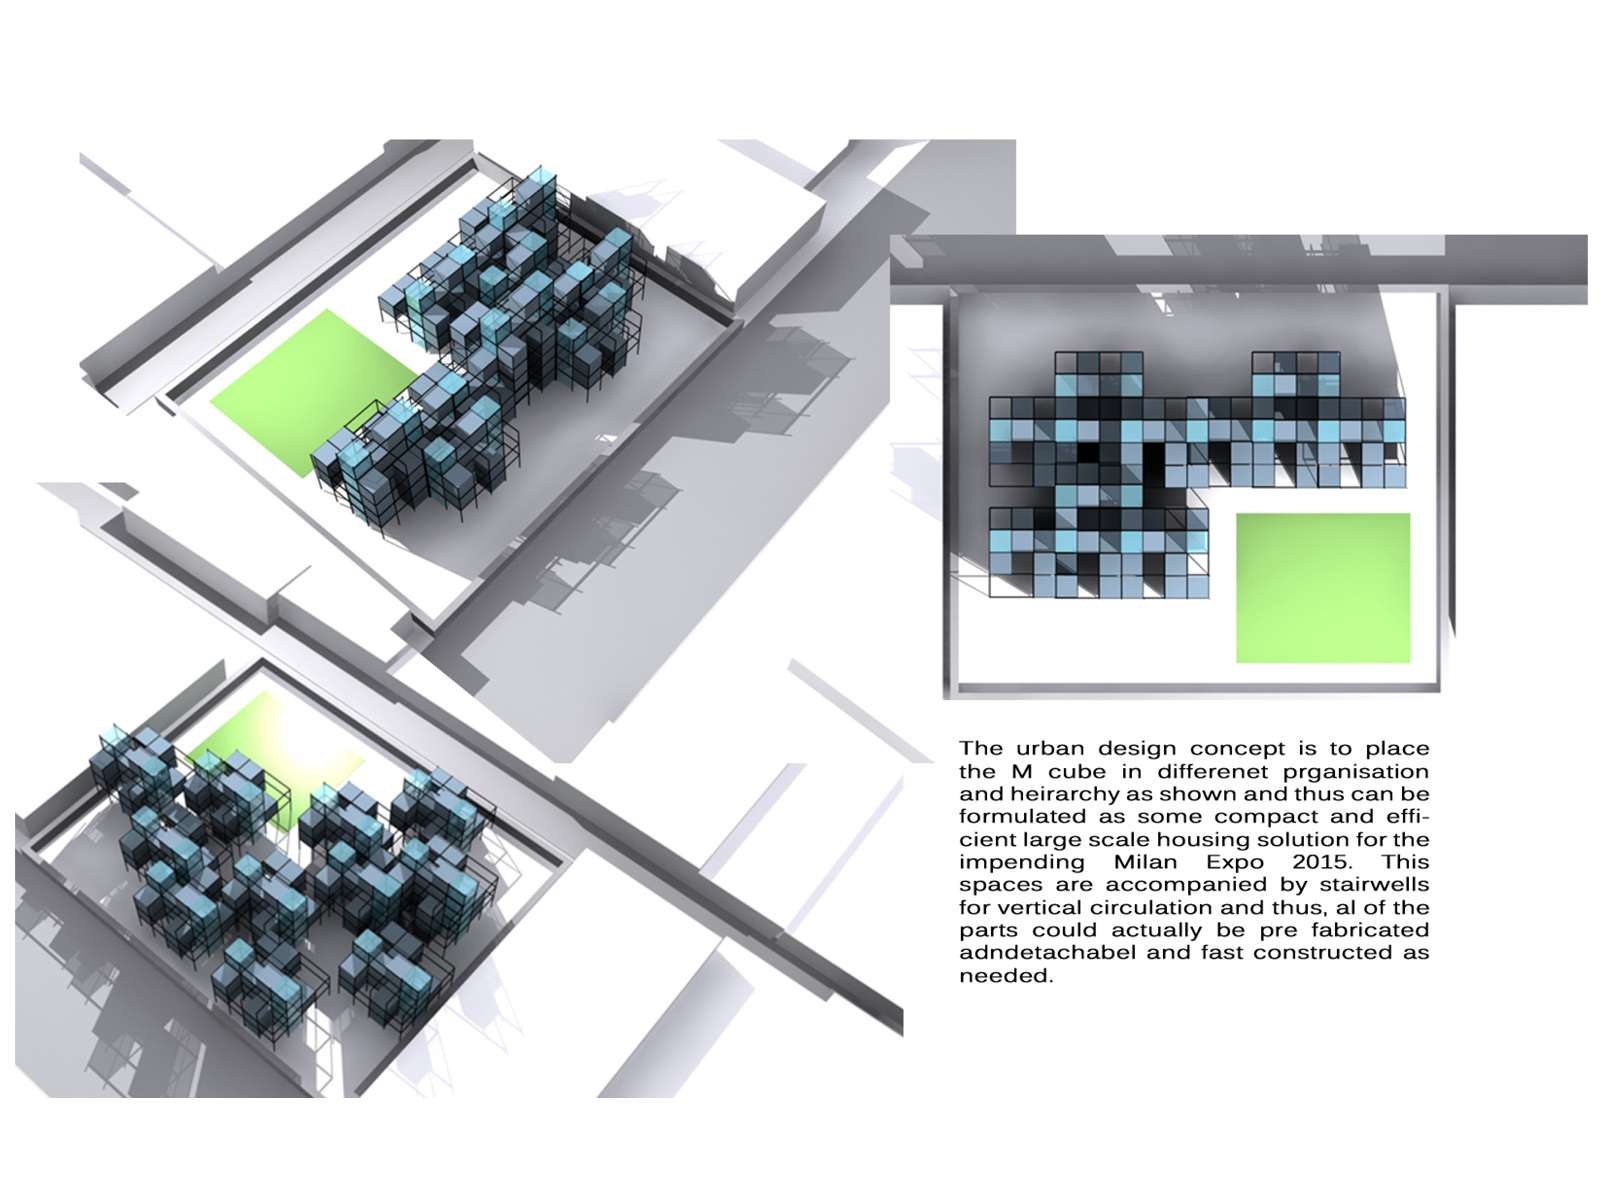 The urban design concept is to place
the M cube in differenet prganisation
and heirarchy as shown and thus can be
formulated as some compact and effi-
cient large scale housing solution for the
impending Milan Expo 2015. This
spaces are accompanied by stairwells
for vertical circulation and thus, al of the
parts could actually be pre fabricated
adndetachabel and fast constructed as
needed.